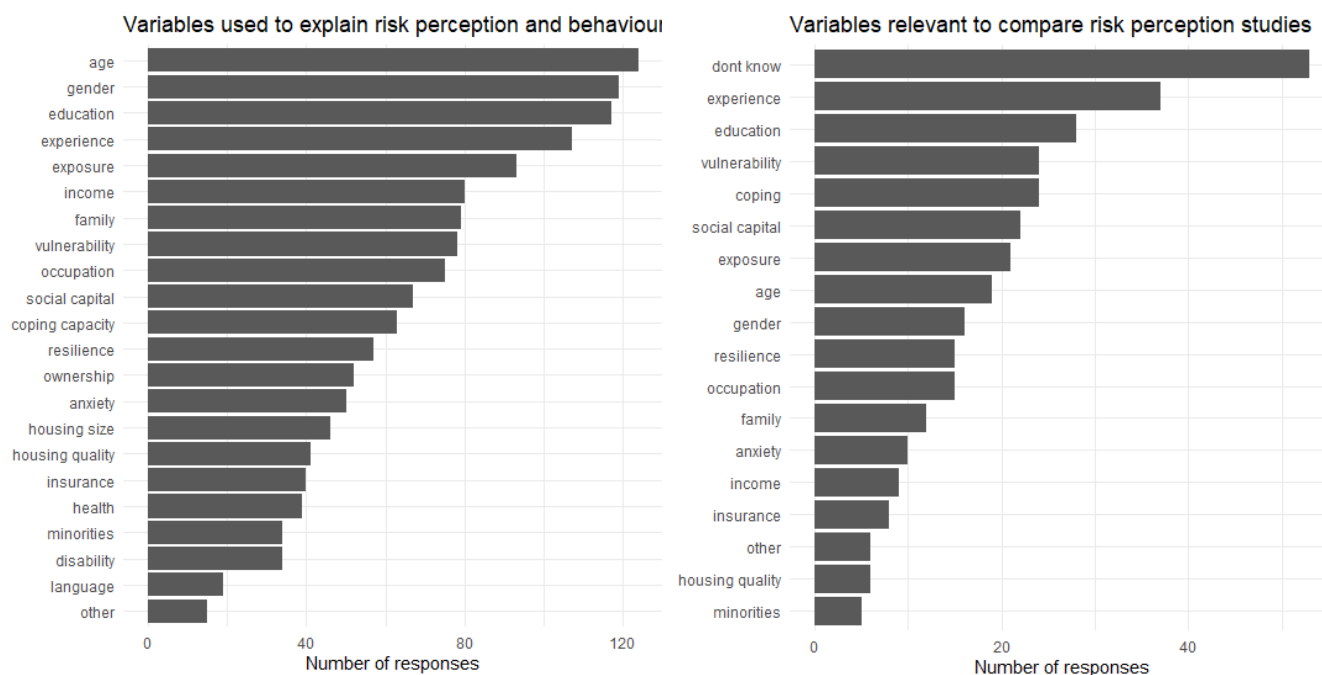 Variables used to explain risk perception and behaviour
age
gender
education
experience
exposure
income
family
vulnerability
occupation
social capital
coping capacity
resilience
ownership
anxiety
housing size
housing quality
insurance
health
minorities
disability
language
other
0 40 80 120
Number of responses
Variables relevant to compare risk perception studies
dont know
experience
education
vulnerability
coping
social capital
exposure
age
gender
resilience
occupation
family
anxiety
income
insurance
other
housing quality
minorities
0 20 40
Number of responses